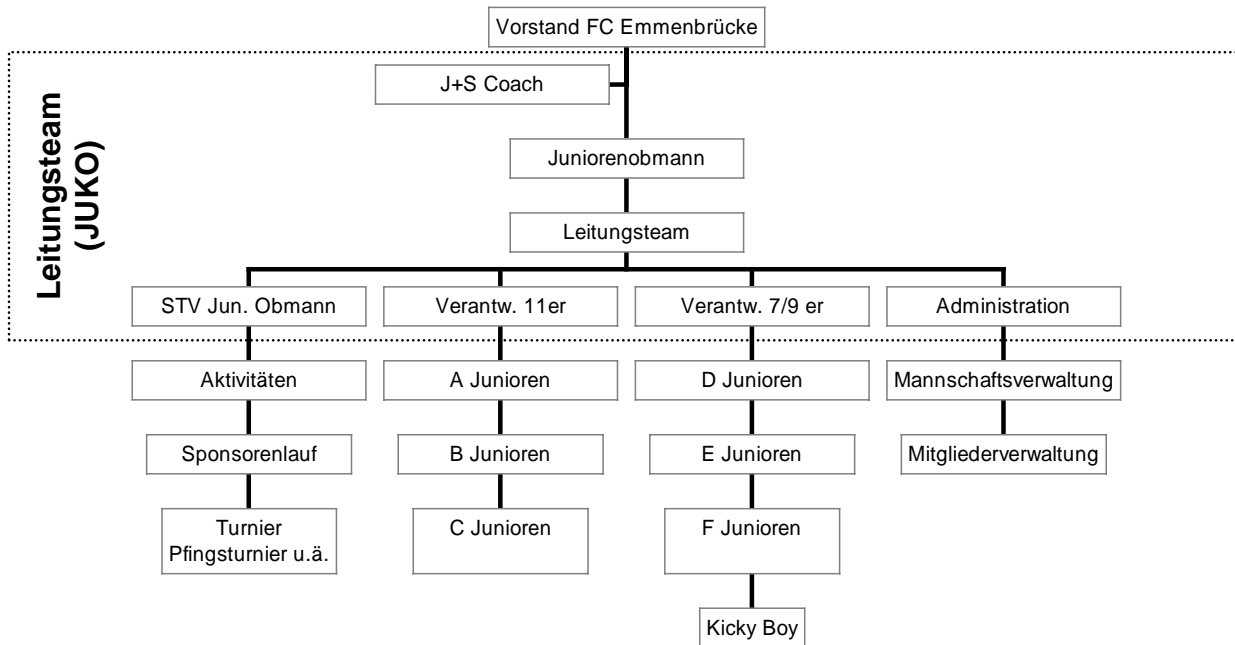 Vorstand FC Emmenbrücke
J+S Coach
Leitungsteam
(JUKO)
Juniorenobmann
Leitungsteam
STV Jun. Obmann
Verantw. 11er
Verantw. 7/9 er
Administration
Aktivitäten
A Junioren
D Junioren
Mannschaftsverwaltung
Sponsorenlauf
B Junioren
E Junioren
Mitgliederverwaltung
Turnier
Pfingsturnier u.ä.
C Junioren
F Junioren
Kicky Boy